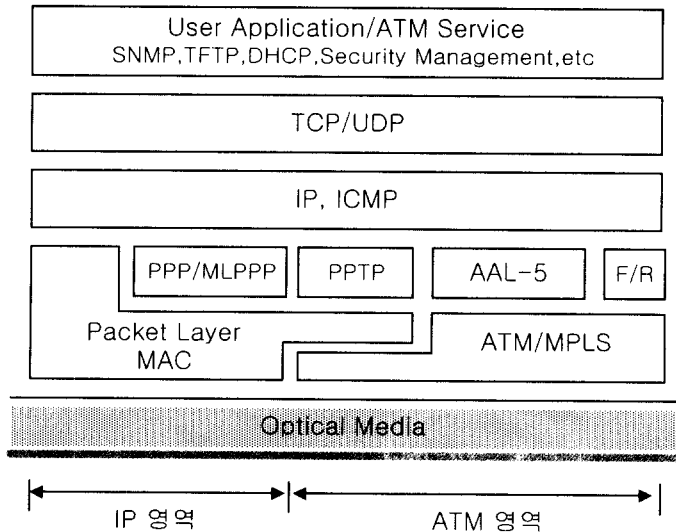 User Application/ATM Service
SNMP,TFTP,DHCP,Security Management,etc
TCP/UDP
IP, ICMP
PPP/MLPPP
PPTP
AAL-5
F/R
Packet Layer
MAC
ATM/MPLS
Optical Media
IP 영역
ATM 영역